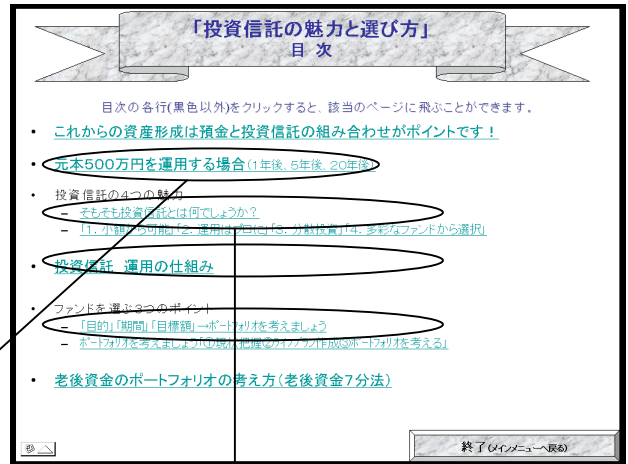 「投資信託の魅力と選び方」
目 次
目次の各行(黒色以外)をクリックすると、該当のページに飛ぶことができます。
• これからの資産形成は預金と投資信託の組み合わせがポイントです！
• 元本500万円を運用する場合(1年後、5年後、20年後)
• 投資信託の4つの魅力
– そもそも投資信託とは何でしょうか？
– 「1. 小額から可能」「2. 運用はプロに」「3. 分散投資」「4. 多彩なファンドから選択」
• 投資信託 運用の仕組み
• ファンドを選ぶ3つのポイント
– 「目的」「期間」「目標額」→ポートフォリオを考えましょう
– ポートフォリオを考えましょう「①現状把握②ライフプラン作成③ポートフォリオを考える」
• 老後資金のポートフォリオの考え方(老後資金7分法)
終了(メインメニューへ戻る)